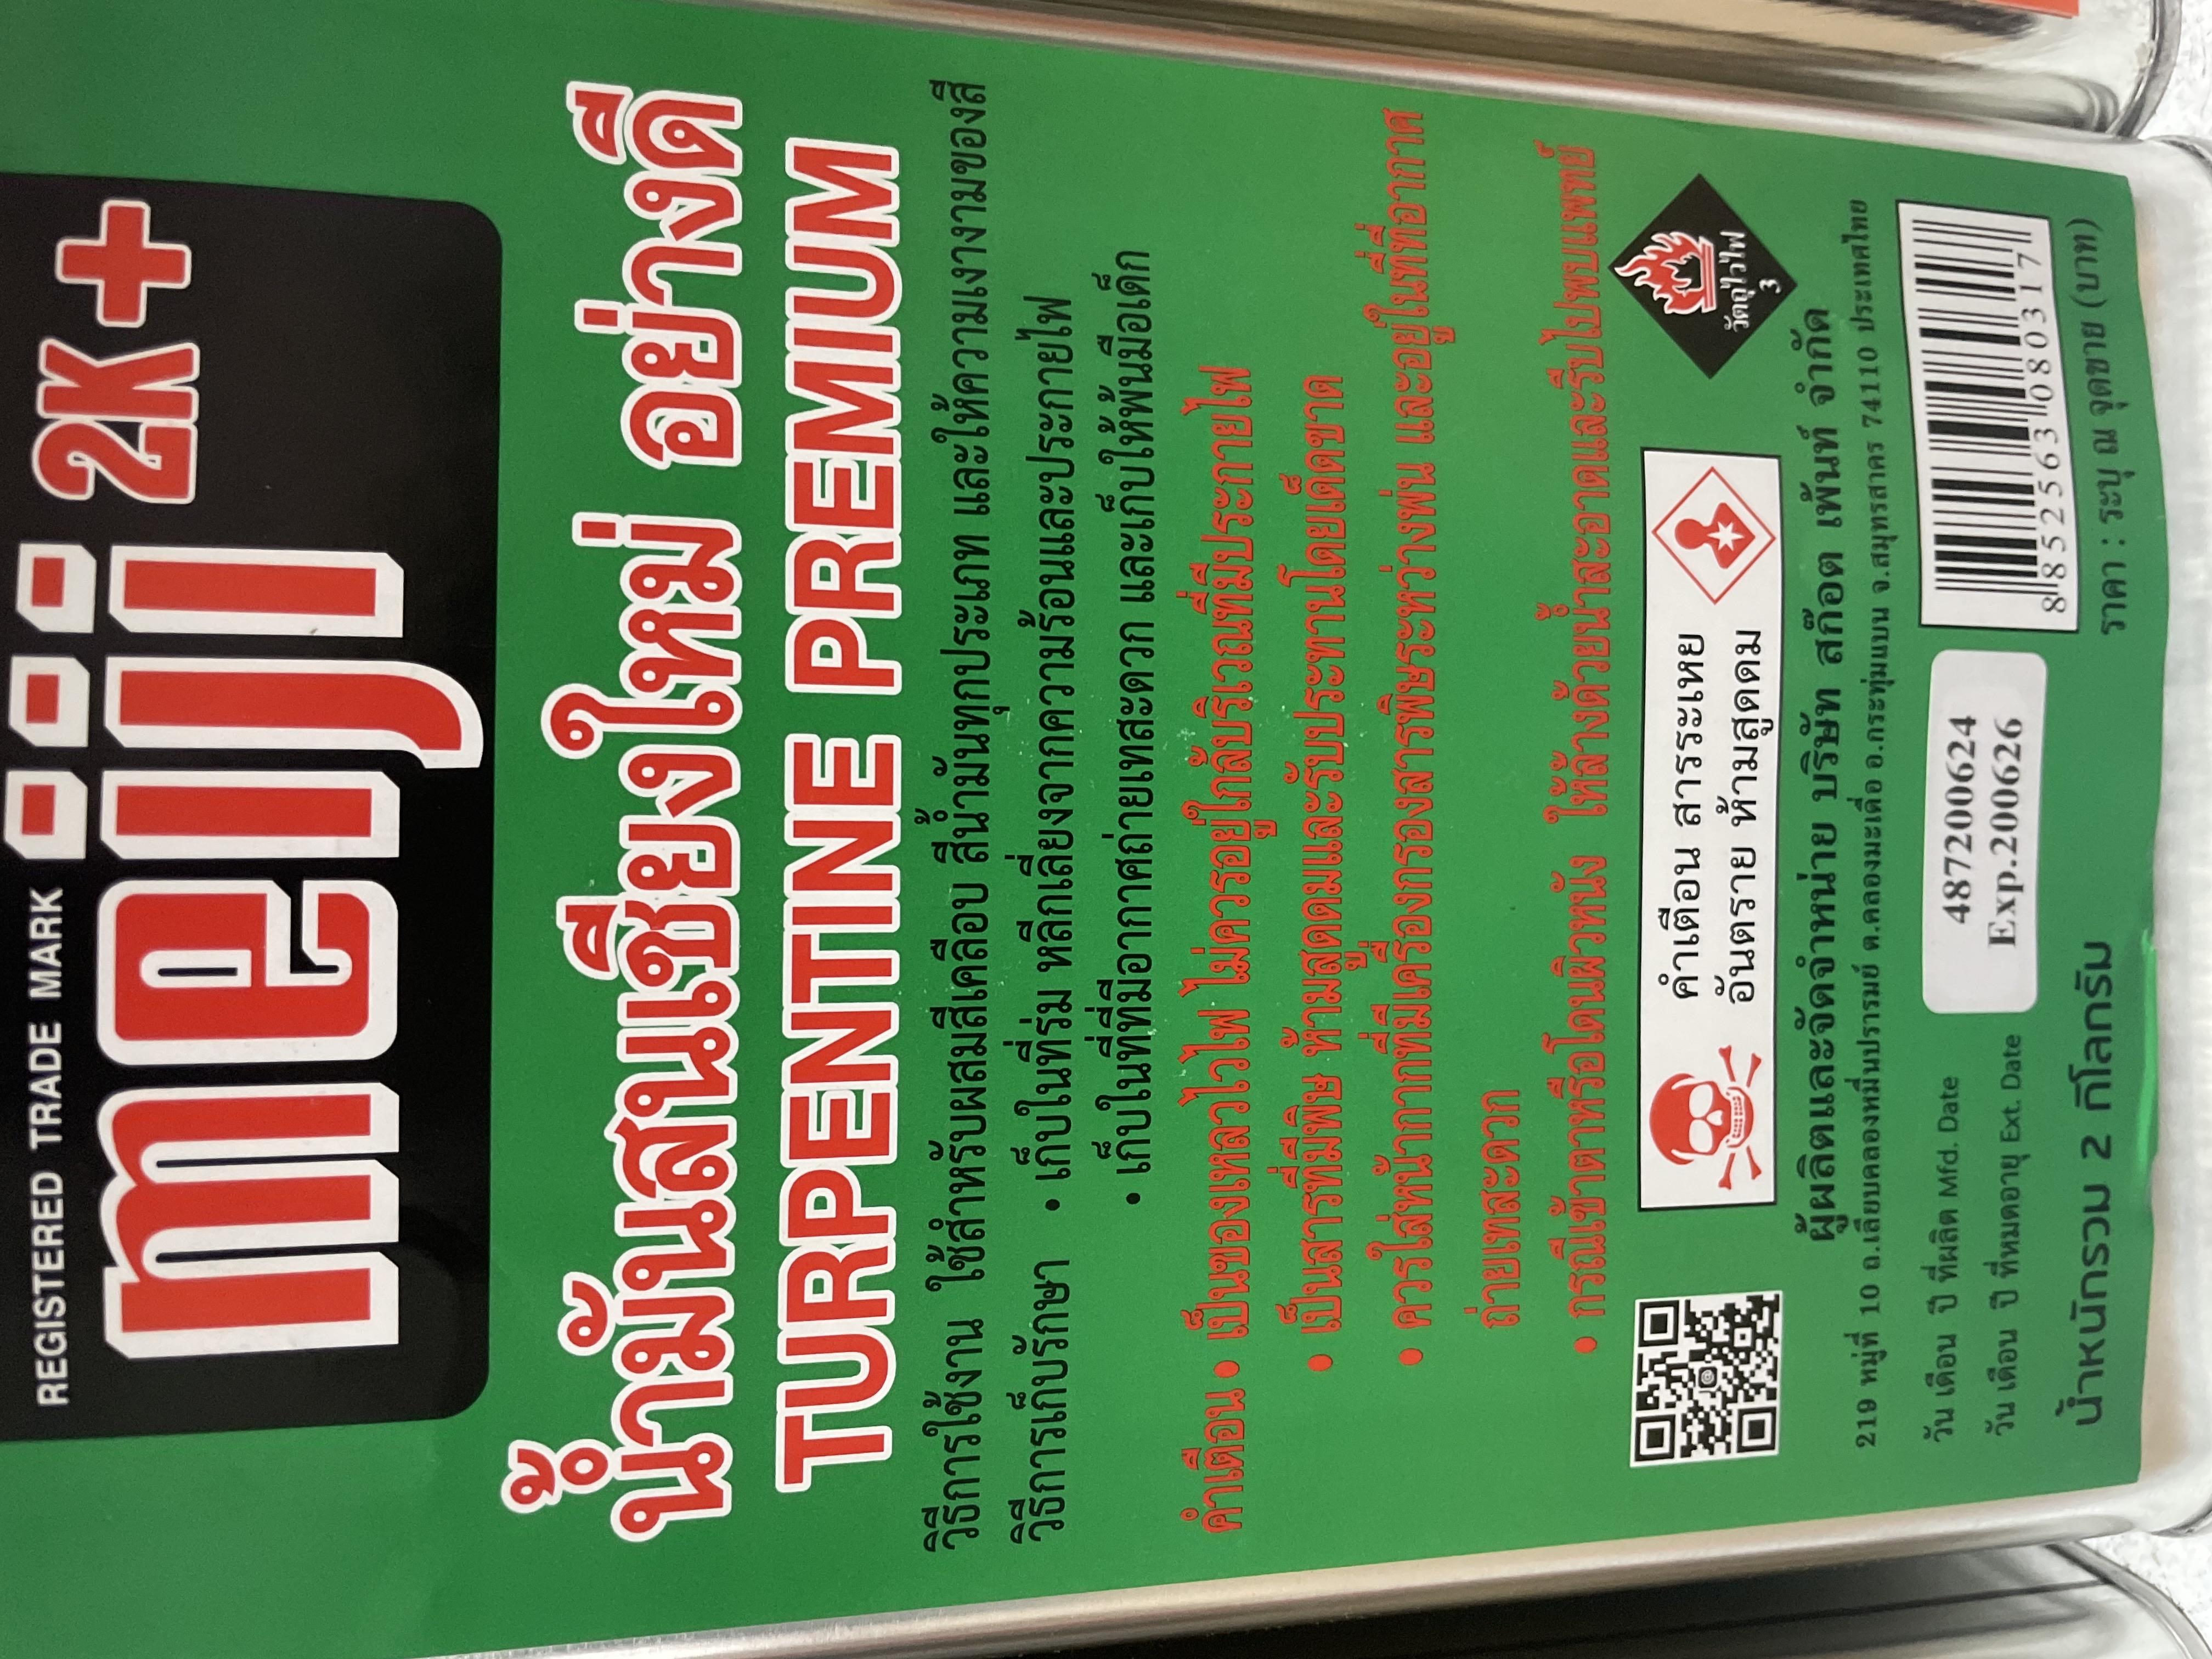 REGISTERED TRADE MARK
meiji 2K+
น้ำมันสนเชียงใหม่ อย่างดี
TURPENTINE PREMIUM
วิธีการใช้งาน ใช้สำหรับผสมสีเคลือบ สีน้ำมันทุกประเภท และให้ความเงางามของสี
วิธีการเก็บรักษา • เก็บในที่ร่ม หลีกเลี่ยงจากความร้อนและประกายไฟ
• เก็บในที่ที่มีอากาศถ่ายเทสะดวก และเก็บให้พ้นมือเด็ก
คำเตือน • เป็นของเหลวไวไฟ ไม่ควรอยู่ใกล้บริเวณที่มีประกายไฟ
• เป็นสารที่มีพิษ ห้ามสูดดมและรับประทานโดยเด็ดขาด
• ควรใส่หน้ากากที่มีเครื่องกรองสารพิษระหว่างพ่น และอยู่ในที่ที่อากาศ
ถ่ายเทสะดวก
• กรณีเข้าตาหรือโดนผิวหนัง ให้ล้างด้วยน้ำสะอาดและรีบไปพบแพทย์
คำเตือน สารระเหย
อันตราย ห้ามสูดดม
วัตถุไวไฟ
3
ผู้ผลิตและจัดจำหน่าย บริษัท สก๊อต เพ้นท์ จำกัด
219 หมู่ที่ 10 ถ.เลียบคลองหมื่นปรารมย์ ต.คลองมะเดื่อ อ.กระทุ่มแบน จ.สมุทรสาคร 74110 ประเทศไทย
วัน เดือน ปี ที่ผลิต Mfd. Date
487200624
วัน เดือน ปี ที่หมดอายุ Ext. Date
Exp.200626
8 852563 080317
น้ำหนักรวม 2 กิโลกรัม
ราคา : ระบุ ณ จุดขาย (บาท)